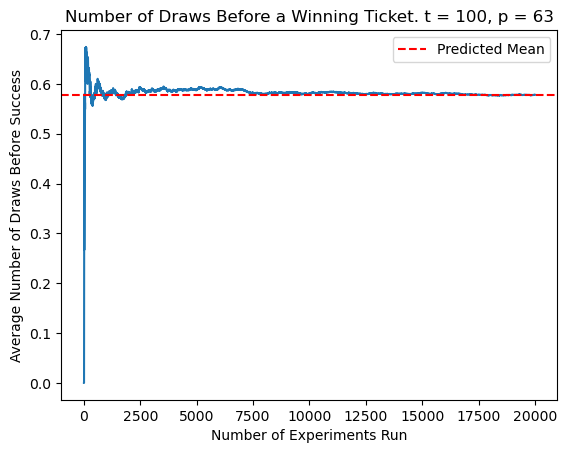 Number of Draws Before a Winning Ticket. t = 100, p = 63
0.7
0.6
0.5
0.4
0.3
0.2
0.1
0.0
Average Number of Draws Before Success
Predicted Mean
0 2500 5000 7500 10000 12500 15000 17500 20000
Number of Experiments Run